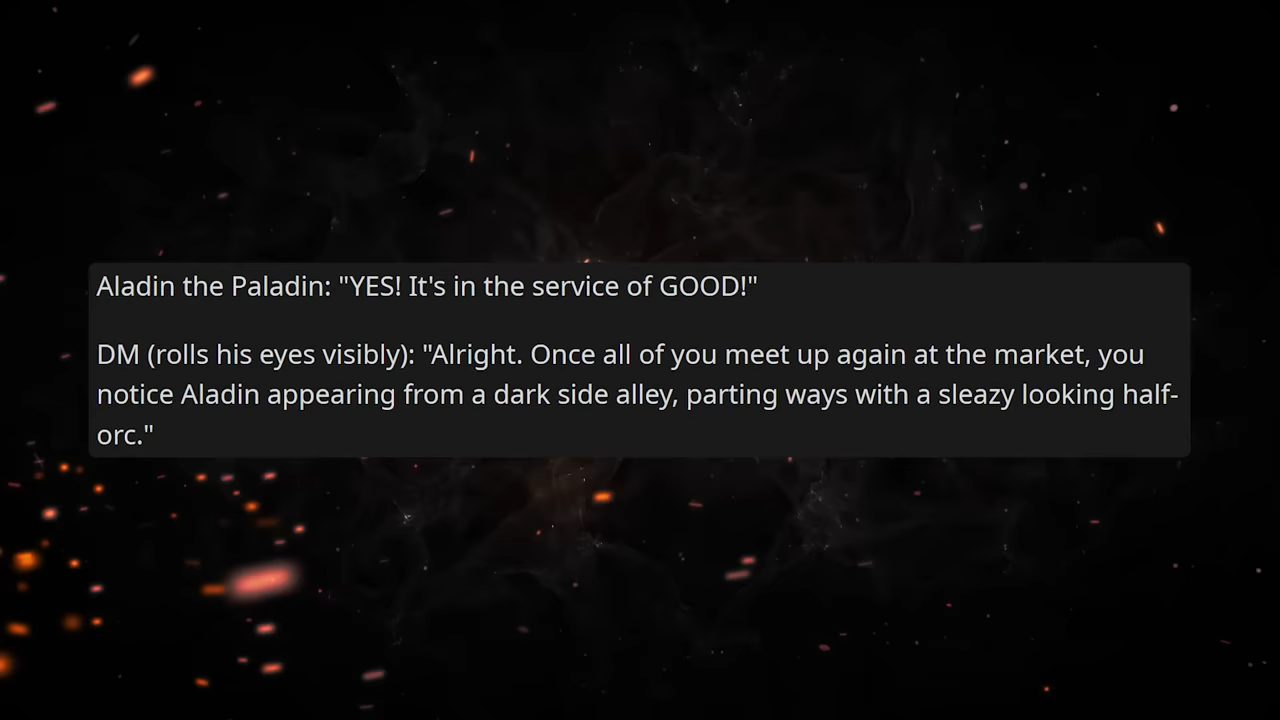 Aladin the Paladin: "YES! It's in the service of GOOD!"
DM (rolls his eyes visibly): "Alright. Once all of you meet up again at the market, you
notice Aladin appearing from a dark side alley, parting ways with a sleazy looking half-
orc."